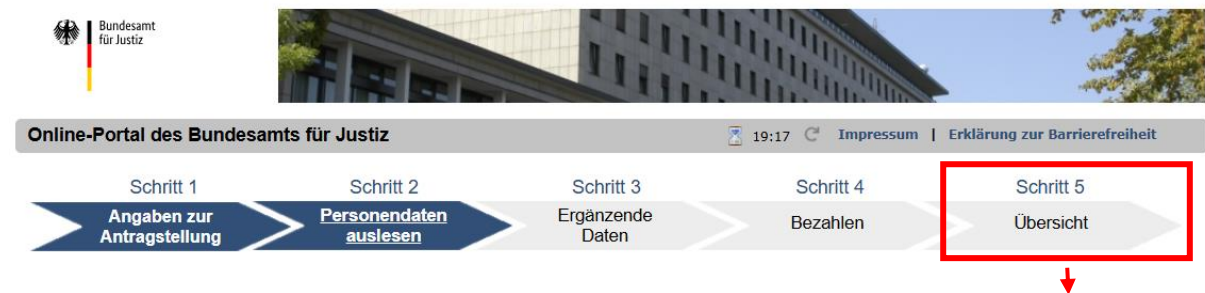 Bundesamt
für Justiz
Online-Portal des Bundesamts für Justiz
19:17 Impressum | Erklärung zur Barrierefreiheit
Schritt 1
Angaben zur
Antragstellung
Schritt 2
Personendaten
auslesen
Schritt 3
Ergänzende
Daten
Schritt 4
Bezahlen
Schritt 5
Übersicht